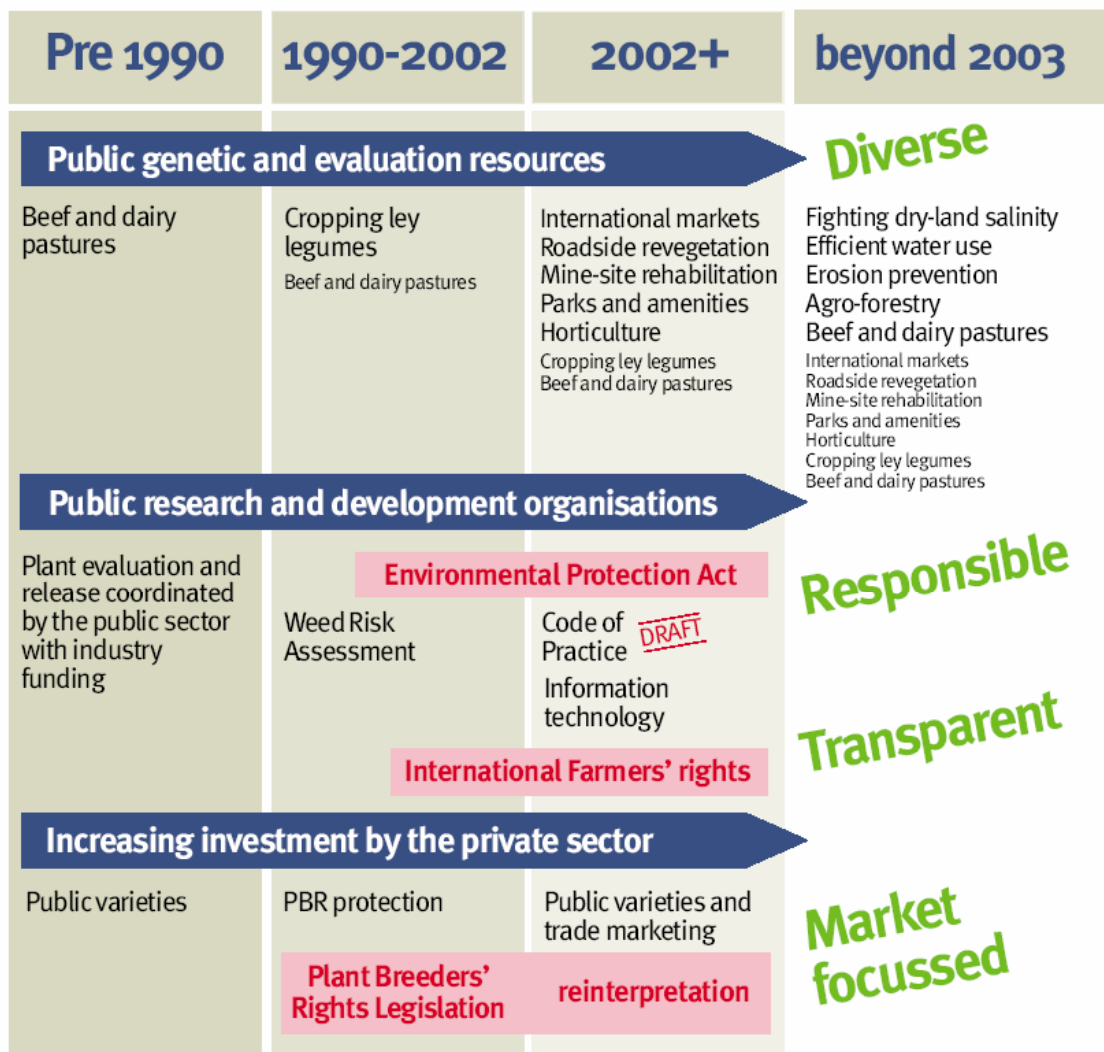 Pre 1990
1990-2002
2002+
beyond 2003
Public genetic and evaluation resources
Diverse
Beef and dairy
pastures
Cropping ley
legumes
Beef and dairy pastures
International markets
Roadside revegetation
Mine-site rehabilitation
Parks and amenities
Horticulture
Cropping ley legumes
Beef and dairy pastures
Fighting dry-land salinity
Efficient water use
Erosion prevention
Agro-forestry
Beef and dairy pastures
International markets
Roadside revegetation
Mine-site rehabilitation
Parks and amenities
Horticulture
Cropping ley legumes
Beef and dairy pastures
Public research and development organisations
Responsible
Plant evaluation and
release coordinated
by the public sector
with industry
funding
Environmental Protection Act
Weed Risk
Assessment
Code of
Practice
DRAFT
Information
technology
Transparent
International Farmers' rights
Increasing investment by the private sector
Public varieties
PBR protection
Public varieties and
trade marketing
Market
focussed
Plant Breeders'
Rights Legislation
reinterpretation